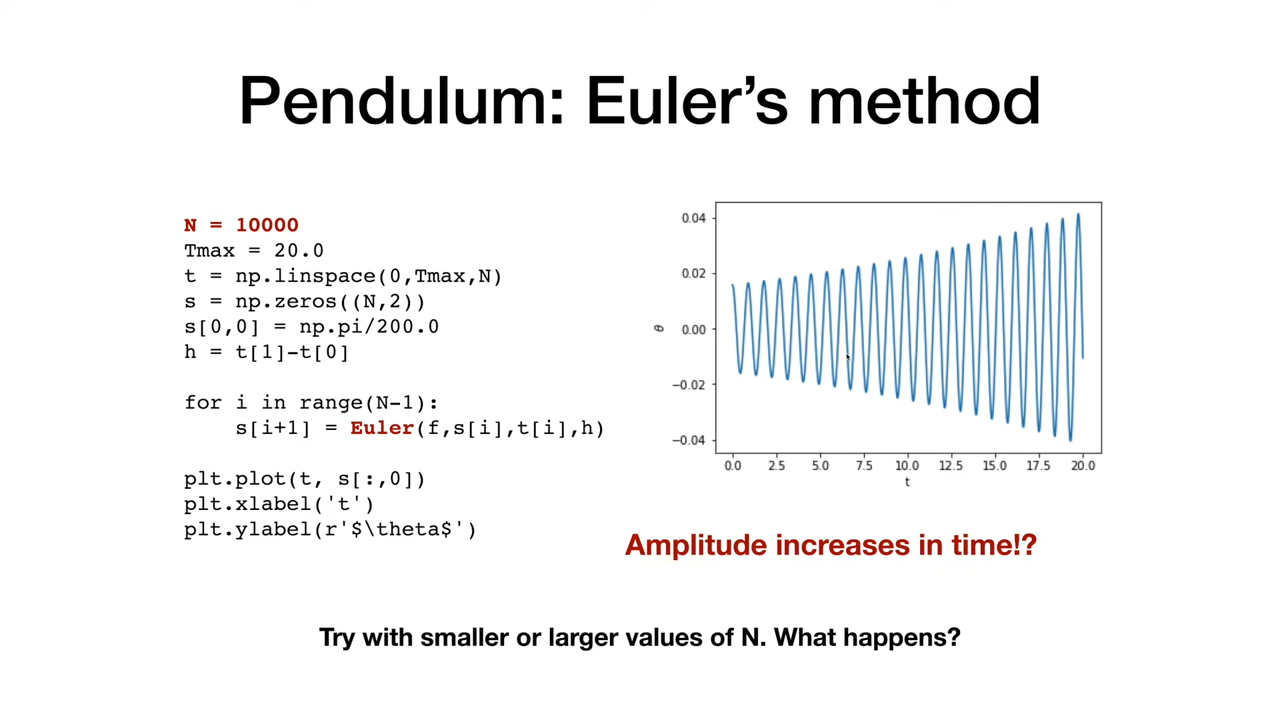 Pendulum: Euler’s method
N = 10000
Tmax = 20.0
t = np.linspace(0,Tmax,N)
s = np.zeros((N,2))
s[0,0] = np.pi/200.0
h = t[1]-t[0]
for i in range(N-1):
    s[i+1] = Euler(f,s[i],t[i],h)
plt.plot(t, s[:,0])
plt.xlabel('t')
plt.ylabel(r'$\theta$')
0.04
0.02
0.00
−0.02
−0.04
θ
0.0 2.5 5.0 7.5 10.0 12.5 15.0 17.5 20.0
t
Amplitude increases in time!?
Try with smaller or larger values of N. What happens?